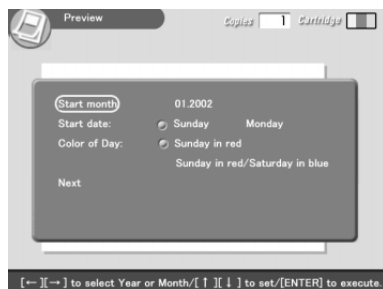 Preview Copies 1 Cartridge
Start month 01.2002
Start date: Sunday Monday
Color of Day: Sunday in red
Sunday in red/Saturday in blue
Next
[←][→] to select Year or Month/[↑][↓] to set/[ENTER] to execute.